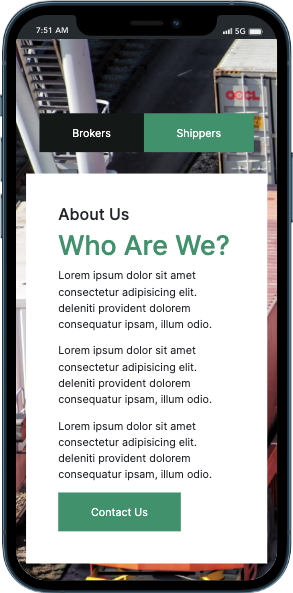 7:51 AM
5G
OCCL
Brokers
Shippers
About Us
Who Are We?
Lorem ipsum dolor sit amet
consectetur adipisicing elit.
deleniti provident dolorem
consequatur ipsam, illum odio.
Lorem ipsum dolor sit amet
consectetur adipisicing elit.
deleniti provident dolorem
consequatur ipsam, illum odio.
Lorem ipsum dolor sit amet
consectetur adipisicing elit.
deleniti provident dolorem
consequatur ipsam, illum odio.
Contact Us